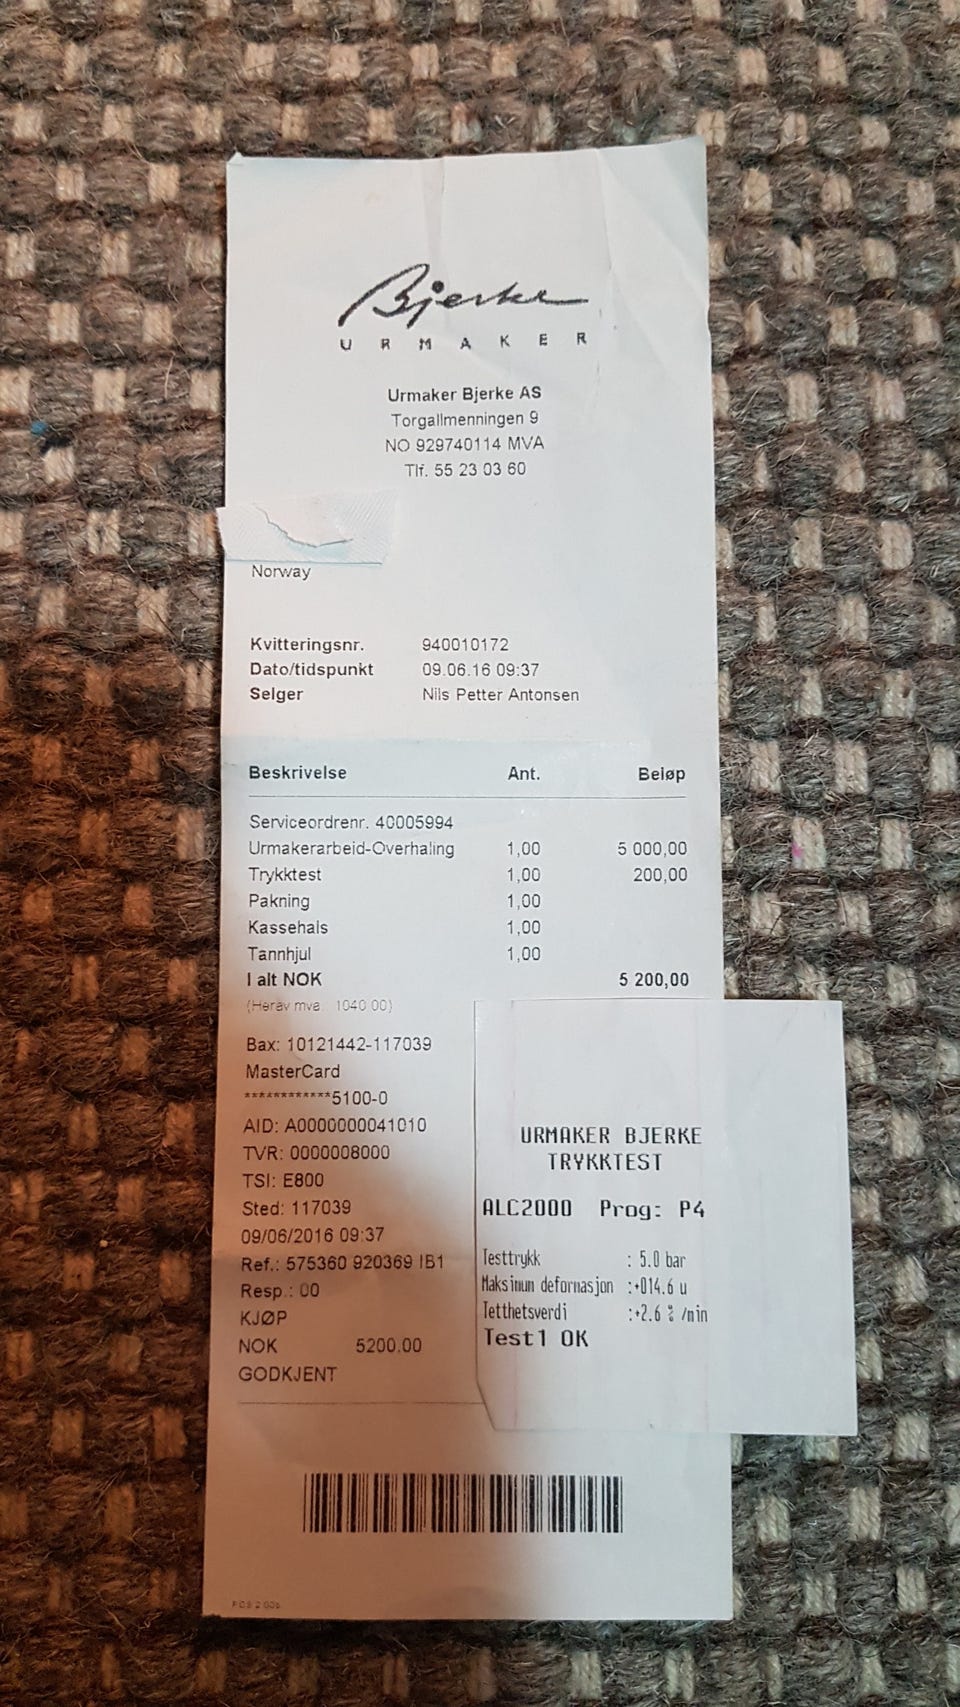 Bjerke
URMAKER
Urmaker Bjerke AS
Torgallmenningen 9
NO 929740114 MVA
Tlf. 55 23 03 60
Norway
Kvitteringsnr. 940010172
Dato/tidspunkt 09.06.16 09:37
Selger Nils Petter Antonsen
Beskrivelse Ant. Beløp
Serviceordrenr. 40005994
Urmakerarbeid-Overhaling 1,00 5 000,00
Trykktest 1,00 200,00
Pakning 1,00
Kassehals 1,00
Tannhjul 1,00
I alt NOK 5 200,00
(Herav mva. 1040.00)
Bax: 10121442-117039
MasterCard
************5100-0
AID: A0000000041010
TVR: 0000008000
TSI: E800
Sted: 117039
09/06/2016 09:37
Ref.: 575360 920369 IB1
Resp.: 00
KJØP
NOK 5200.00
GODKJENT
URMAKER BJERKE
TRYKKTEST
ALC2000 Prog: P4
Testtrykk : 5.0 bar
Maksimum deformasjon :+014.6 u
Tetthetsverdi :+2.6 % /min
Test1 OK